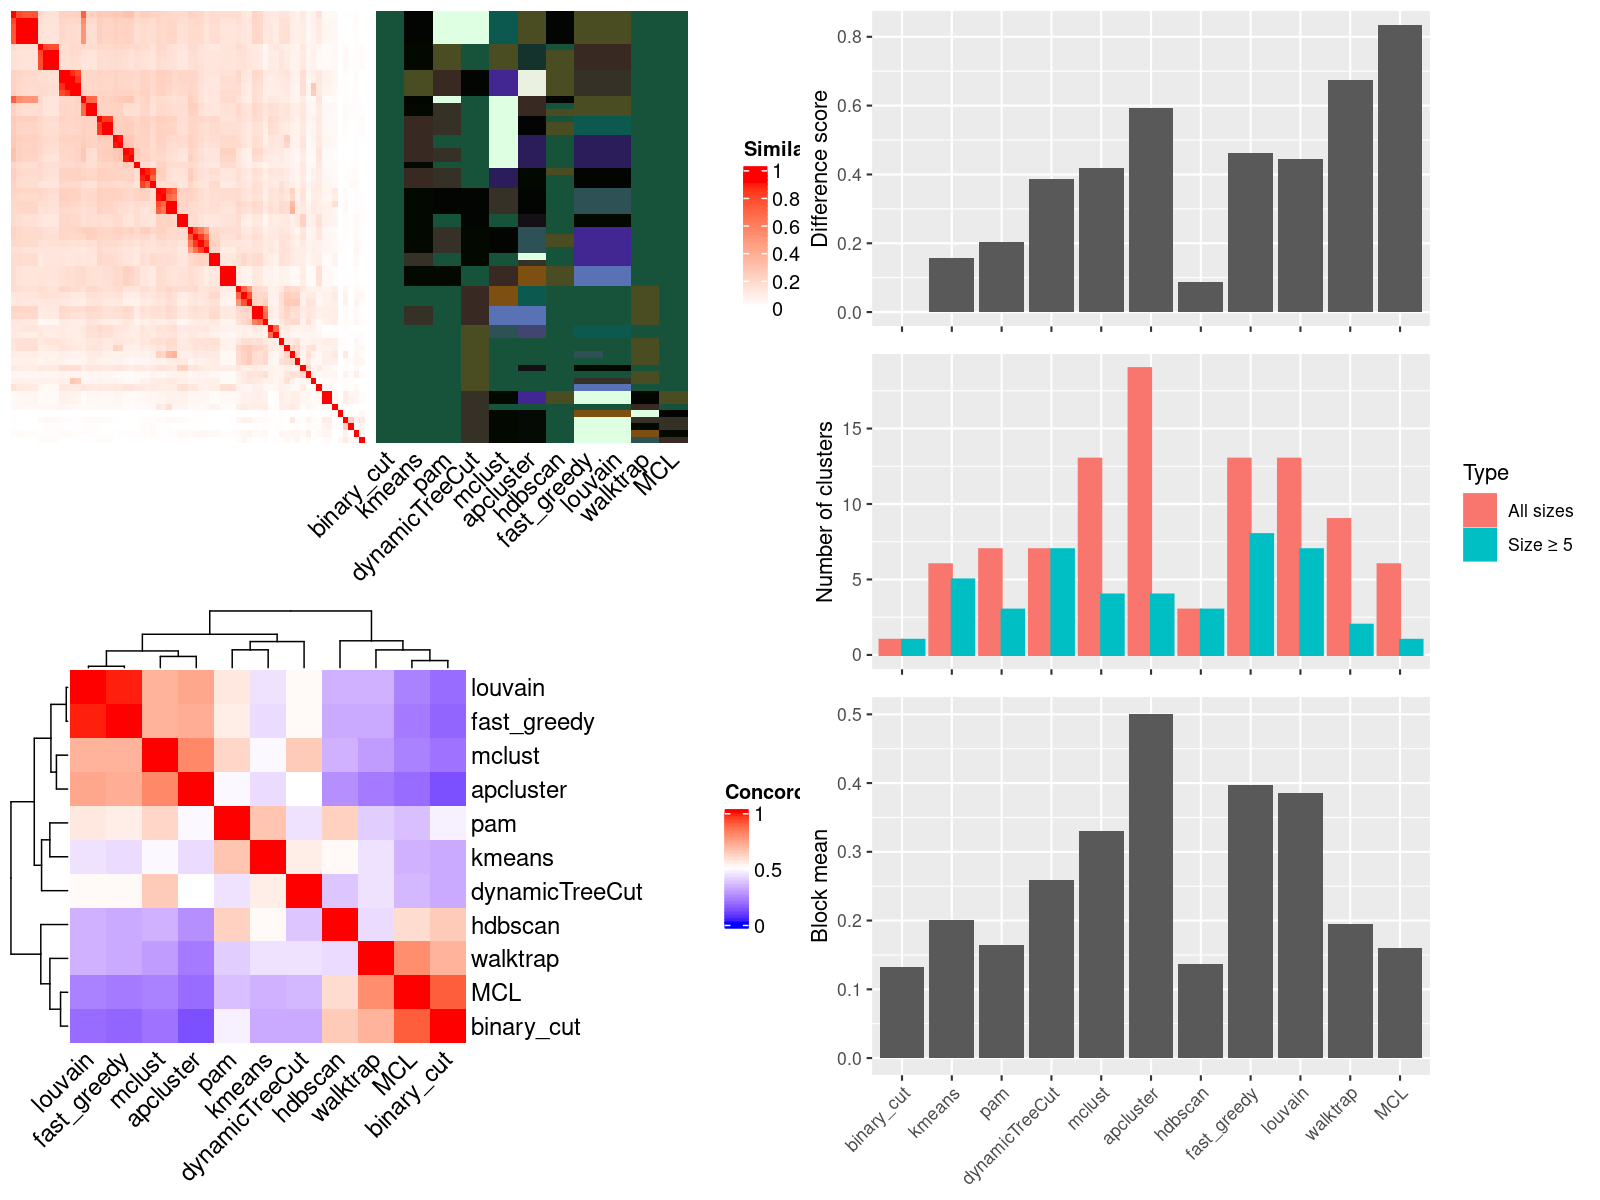 Simila
1
0.8
0.6
0.4
0.2
0
binary_cut
kmeans
pam
dynamicTreeCut
mclust
apcluster
hdbscan
fast_greedy
louvain
walktrap
MCL
louvain
fast_greedy
mclust
apcluster
pam
kmeans
dynamicTreeCut
hdbscan
walktrap
MCL
binary_cut
Concord
1
0.5
0
louvain
fast_greedy
mclust
apcluster
pam
kmeans
dynamicTreeCut
hdbscan
walktrap
MCL
binary_cut
Difference score
0.8
0.6
0.4
0.2
0.0
Number of clusters
15
10
5
0
Type
All sizes
Size ≥ 5
Block mean
0.5
0.4
0.3
0.2
0.1
0.0
binary_cut
kmeans
pam
dynamicTreeCut
mclust
apcluster
hdbscan
fast_greedy
louvain
walktrap
MCL